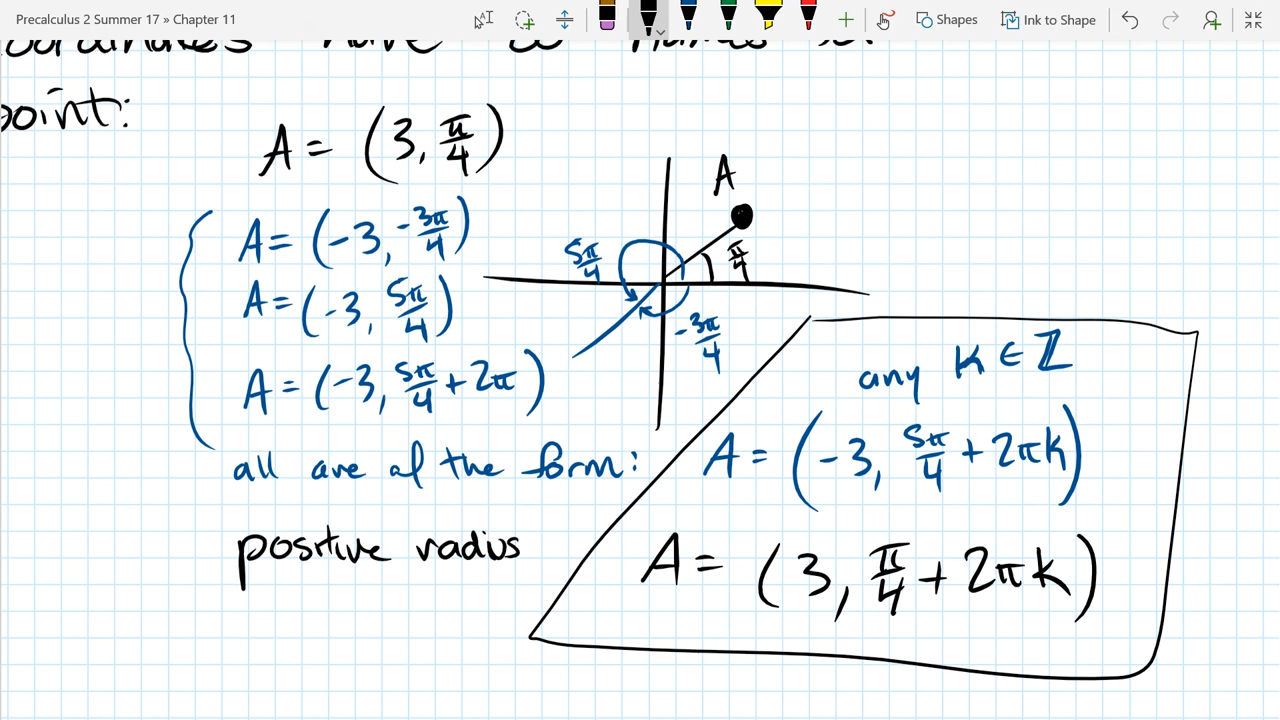 Precalculus 2 Summer 17 » Chapter 11
Shapes
Ink to Shape
point:
A = (3, π/4)
A = (-3, -3π/4)
A = (-3, 5π/4)
A = (-3, 5π/4 + 2π)
all are of the form:
positive radius
A
5π/4
π/4
-3π/4
any K ∈ ℤ
A = (-3, 5π/4 + 2πK)
A = (3, π/4 + 2πK)